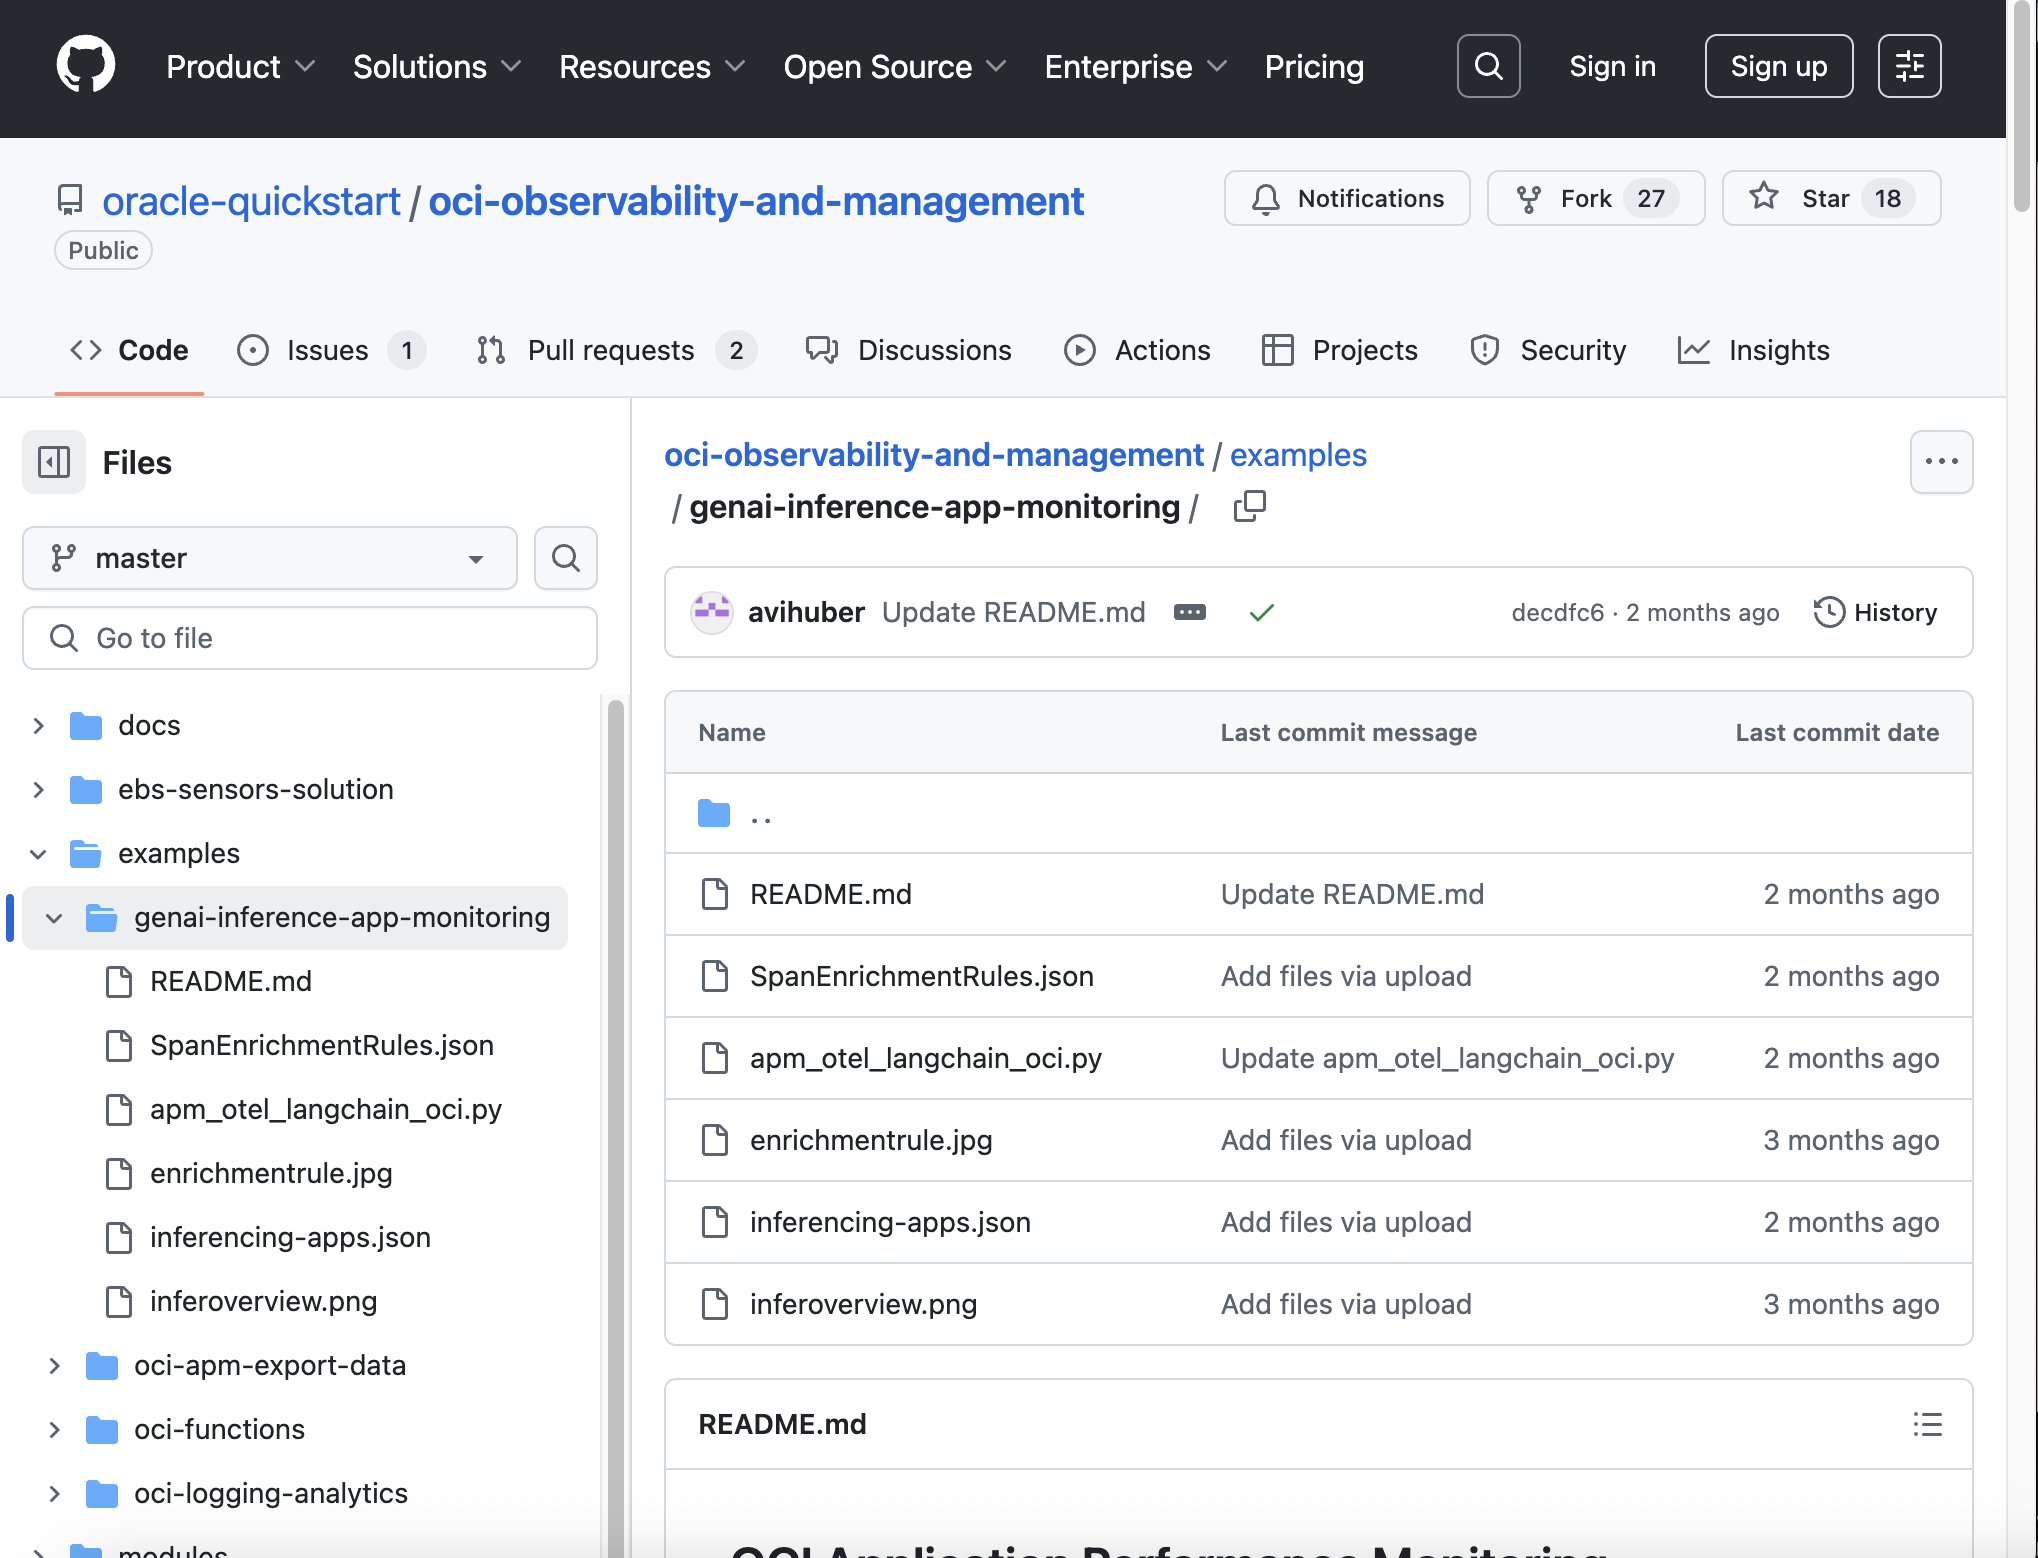 Product Solutions Resources Open Source Enterprise Pricing Sign in Sign up
oracle-quickstart / oci-observability-and-management
Notifications Fork 27 Star 18
Public
Code Issues 1 Pull requests 2 Discussions Actions Projects Security Insights
Files
master
Go to file
docs
ebs-sensors-solution
examples
genai-inference-app-monitoring
README.md
SpanEnrichmentRules.json
apm_otel_langchain_oci.py
enrichmentrule.jpg
inferencing-apps.json
inferoverview.png
oci-apm-export-data
oci-functions
oci-logging-analytics
modules
oci-observability-and-management / examples
/ genai-inference-app-monitoring /
avihuber Update README.md decdfc6 · 2 months ago History
Name Last commit message Last commit date
..
README.md Update README.md 2 months ago
SpanEnrichmentRules.json Add files via upload 2 months ago
apm_otel_langchain_oci.py Update apm_otel_langchain_oci.py 2 months ago
enrichmentrule.jpg Add files via upload 3 months ago
inferencing-apps.json Add files via upload 2 months ago
inferoverview.png Add files via upload 3 months ago
README.md
OCI Application Performance Monitoring